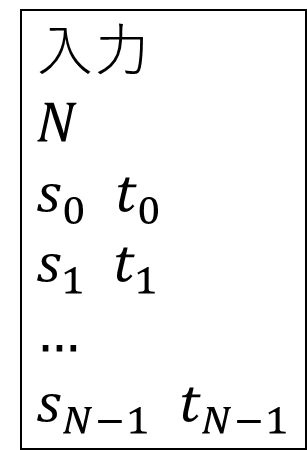 入力
N
s₀ t₀
s₁ t₁
...
s_{N−1} t_{N−1}